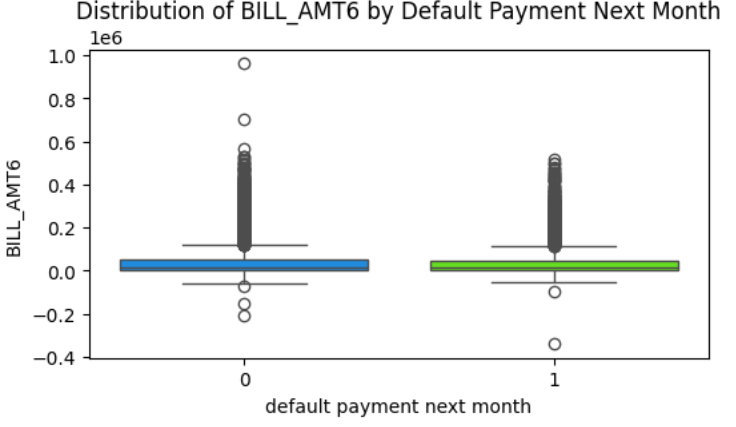 Distribution of BILL_AMT6 by Default Payment Next Month
1e6
1.0
0.8
0.6
0.4
0.2
0.0
−0.2
−0.4
BILL_AMT6
0
1
default payment next month